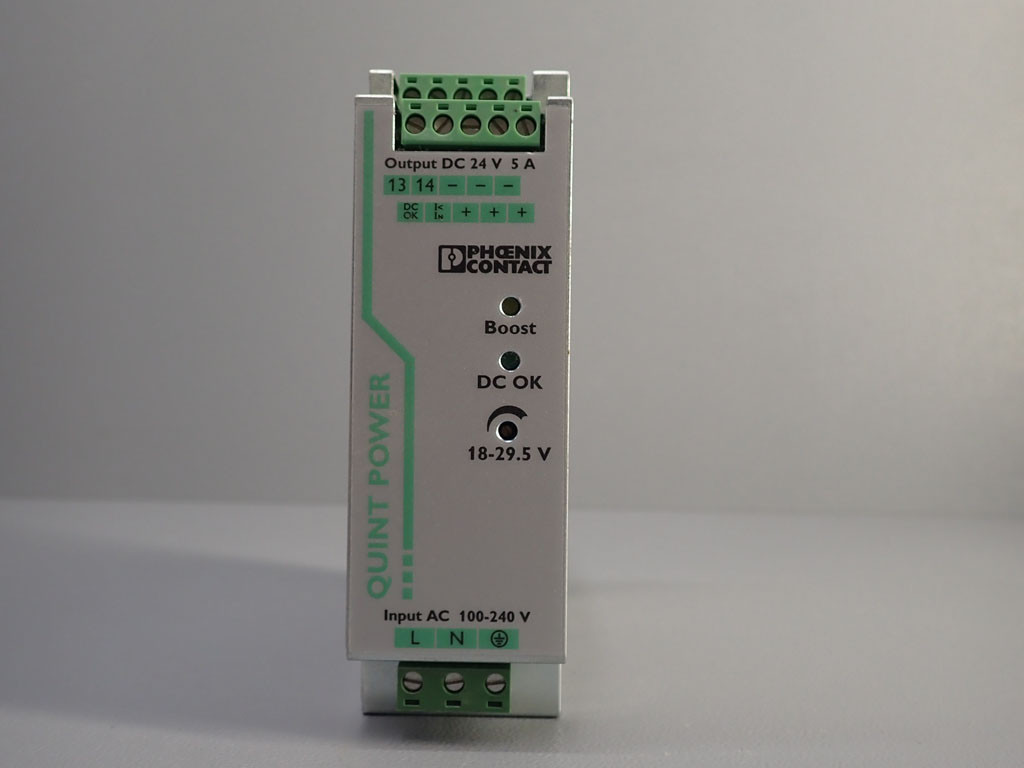 Output DC 24 V 5 A
13 14 – – –
DC OK I< IN + + +
PHŒNIX
CONTACT
Boost
DC OK
18-29.5 V
QUINT POWER
Input AC 100-240 V
L N